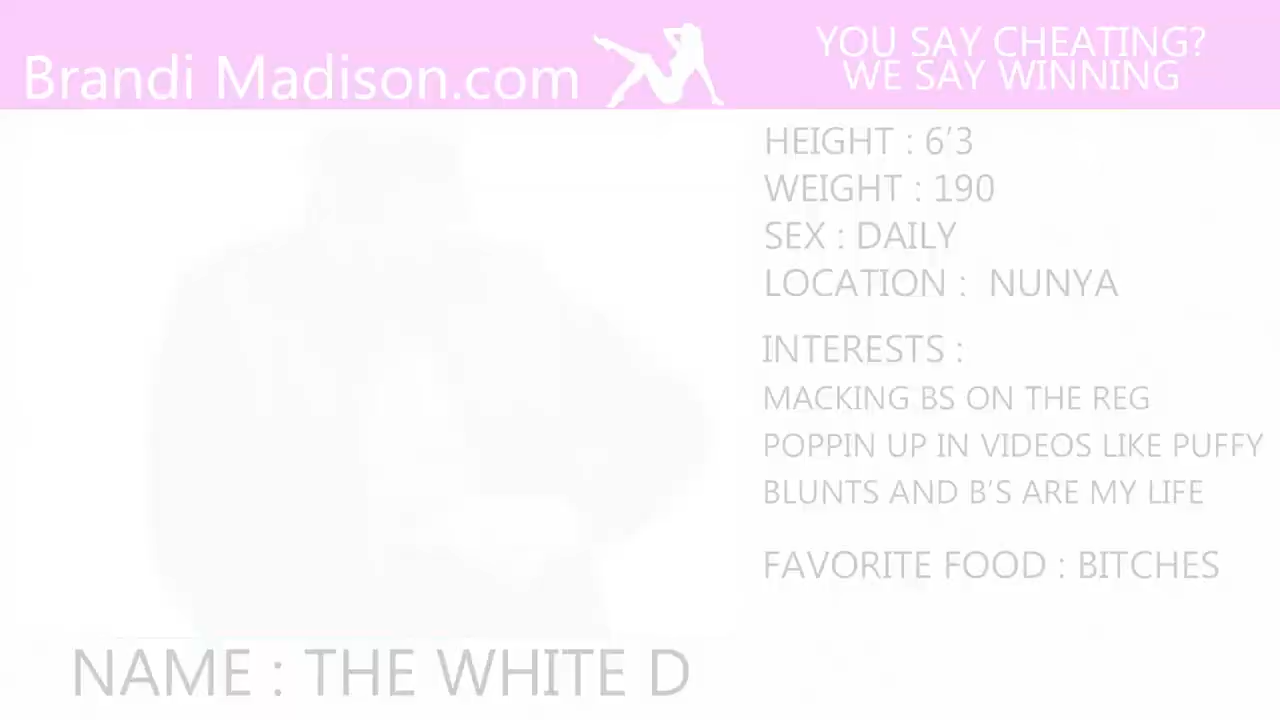 Brandi Madison.com
YOU SAY CHEATING?
WE SAY WINNING
HEIGHT : 6'3
WEIGHT : 190
SEX : DAILY
LOCATION : NUNYA
INTERESTS :
MACKING BS ON THE REG
POPPIN UP IN VIDEOS LIKE PUFFY
BLUNTS AND B'S ARE MY LIFE
FAVORITE FOOD : BITCHES
NAME : THE WHITE D